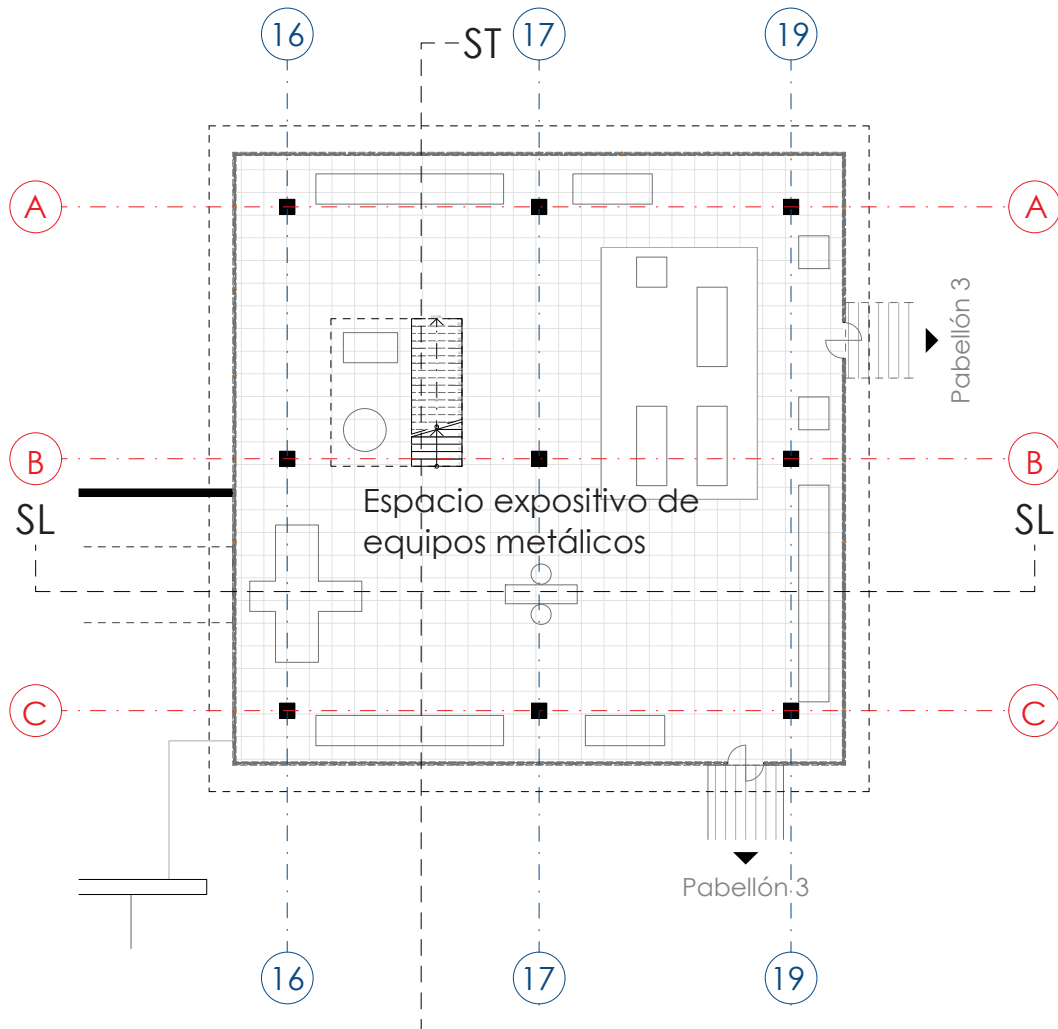 16
17
19
ST
A
A
Pabellón 3
B
B
Espacio expositivo de
equipos metálicos
SL
SL
C
C
Pabellón 3
16
17
19